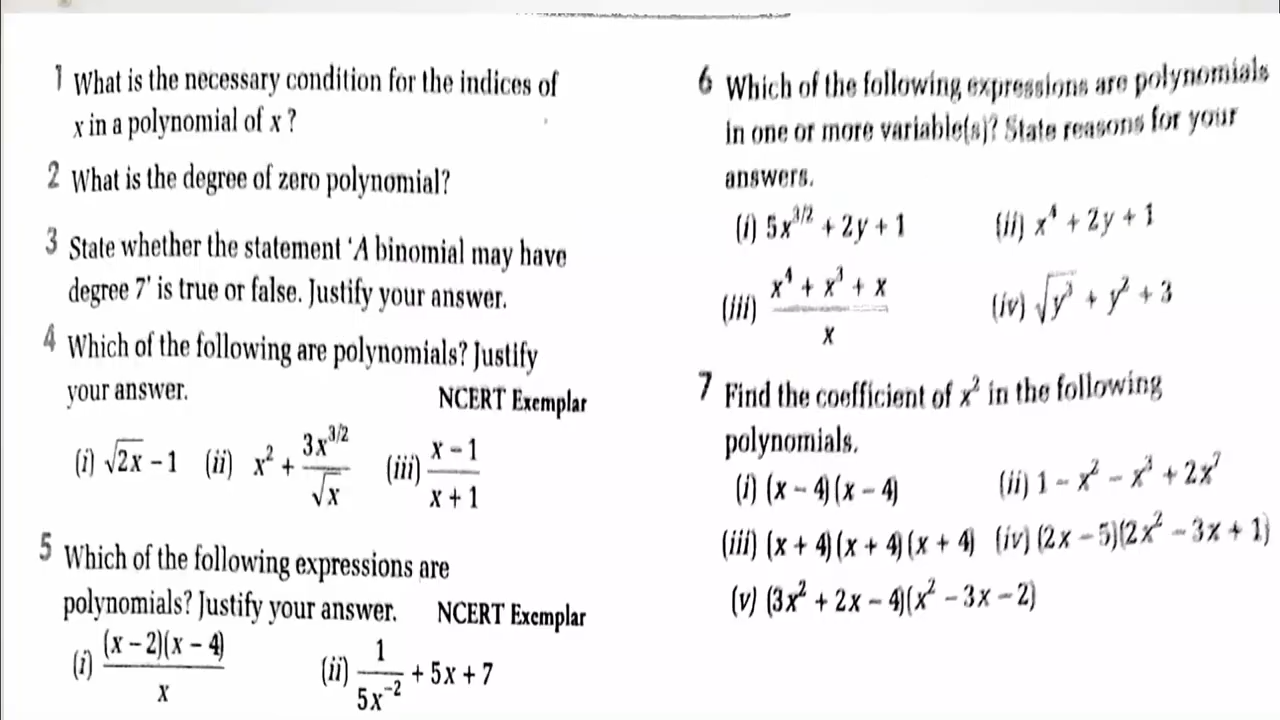 1 What is the necessary condition for the indices of
x in a polynomial of x ?
2 What is the degree of zero polynomial?
3 State whether the statement ‘A binomial may have
degree 7’ is true or false. Justify your answer.
4 Which of the following are polynomials? Justify
your answer. NCERT Exemplar
(i) √2x − 1 (ii) x² + 3x^{3/2}/√x (iii) (x − 1)/(x + 1)
5 Which of the following expressions are
polynomials? Justify your answer. NCERT Exemplar
(i) (x − 2)(x − 4)/x (ii) 1/5x⁻² + 5x + 7
6 Which of the following expressions are polynomials
in one or more variable(s)? State reasons for your
answers.
(i) 5x^{3/2} + 2y + 1 (ii) x⁴ + 2y + 1
(iii) (x⁴ + x³ + x)/x (iv) √y³ + y² + 3
7 Find the coefficient of x² in the following
polynomials.
(i) (x − 4)(x − 4) (ii) 1 − x² − x³ + 2x⁷
(iii) (x + 4)(x + 4)(x + 4) (iv) (2x − 5)(2x² − 3x + 1)
(v) (3x² + 2x − 4)(x² − 3x − 2)